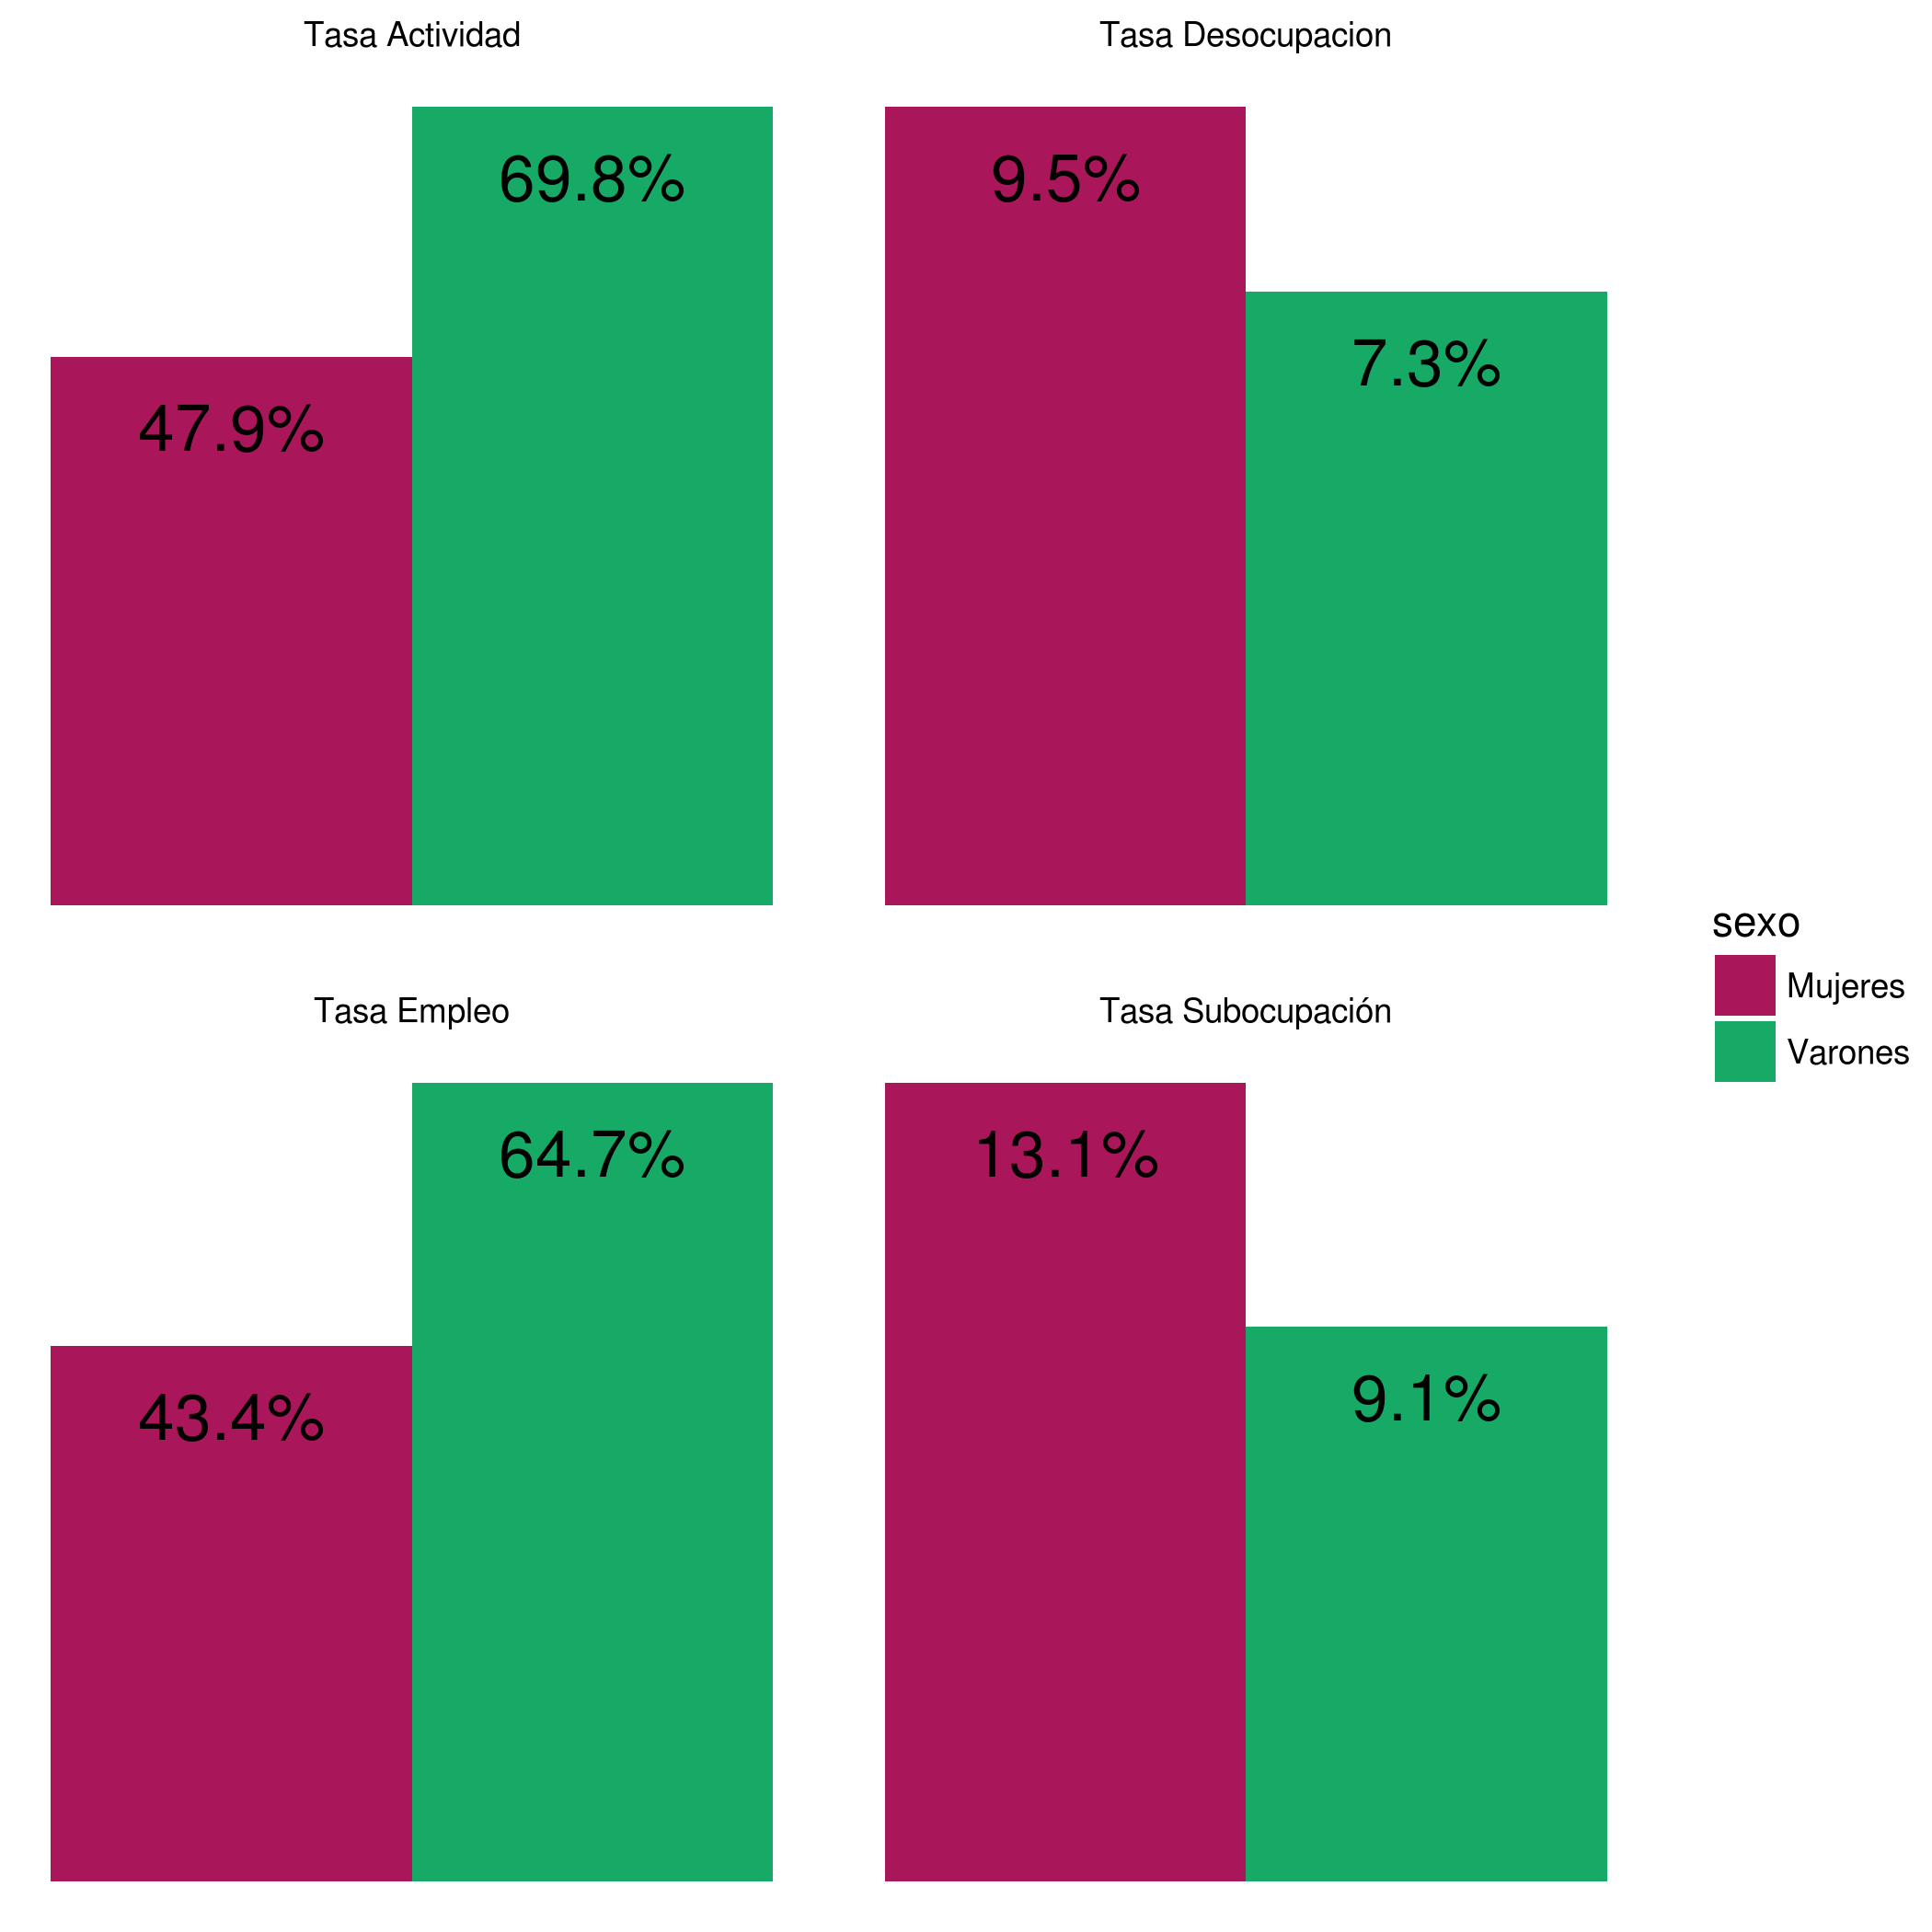 Tasa Actividad
47.9%
69.8%
Tasa Desocupacion
9.5%
7.3%
Tasa Empleo
43.4%
64.7%
Tasa Subocupación
13.1%
9.1%
sexo
Mujeres
Varones